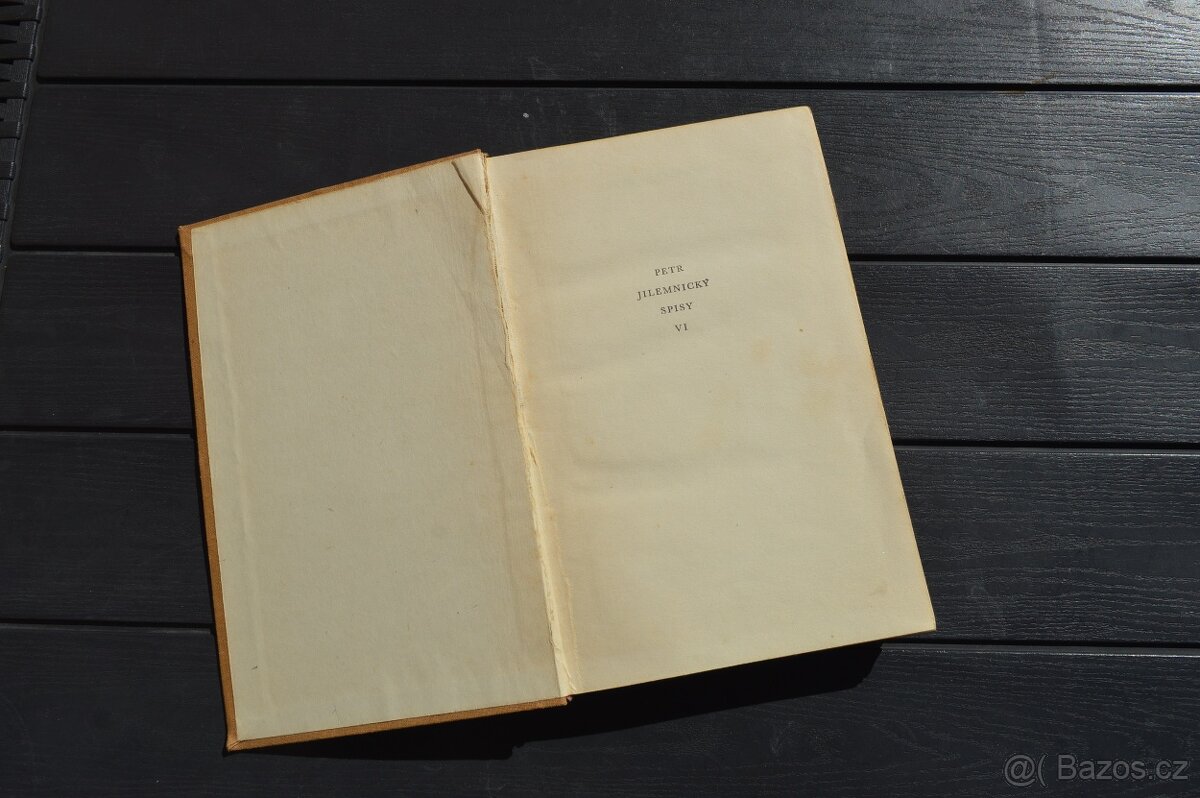 PETR
JILEMNICKÝ
SPISY
VI
@( Bazos.cz